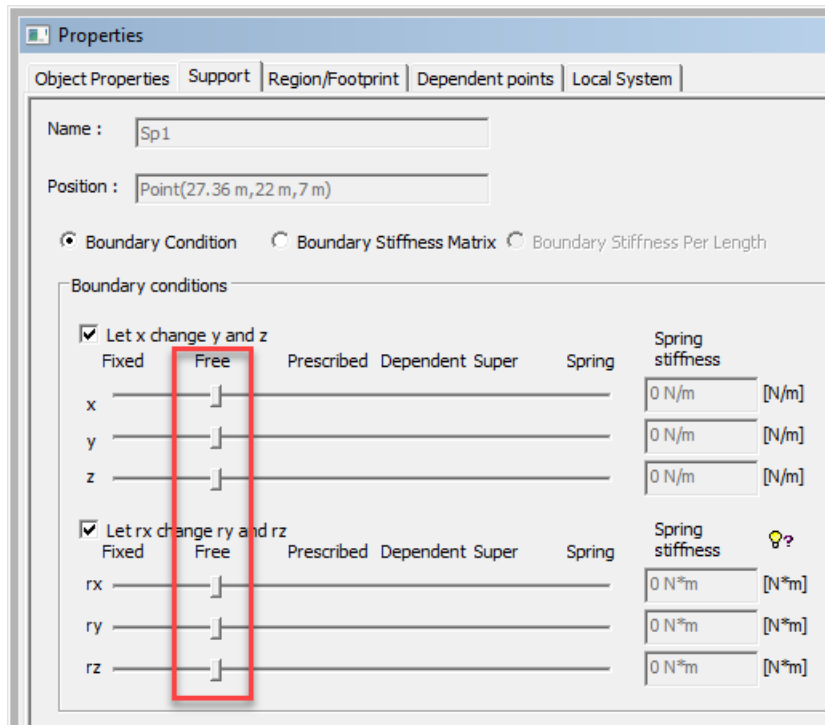 Properties
Object Properties Support Region/Footprint Dependent points Local System
Name : Sp1
Position : Point(27.36 m,22 m,7 m)
Boundary Condition Boundary Stiffness Matrix Boundary Stiffness Per Length
Boundary conditions
Let x change y and z
Fixed Free Prescribed Dependent Super Spring Spring stiffness
x 0 N/m [N/m]
y 0 N/m [N/m]
z 0 N/m [N/m]
Let rx change ry and rz
Fixed Free Prescribed Dependent Super Spring Spring stiffness ?
rx 0 N*m [N*m]
ry 0 N*m [N*m]
rz 0 N*m [N*m]